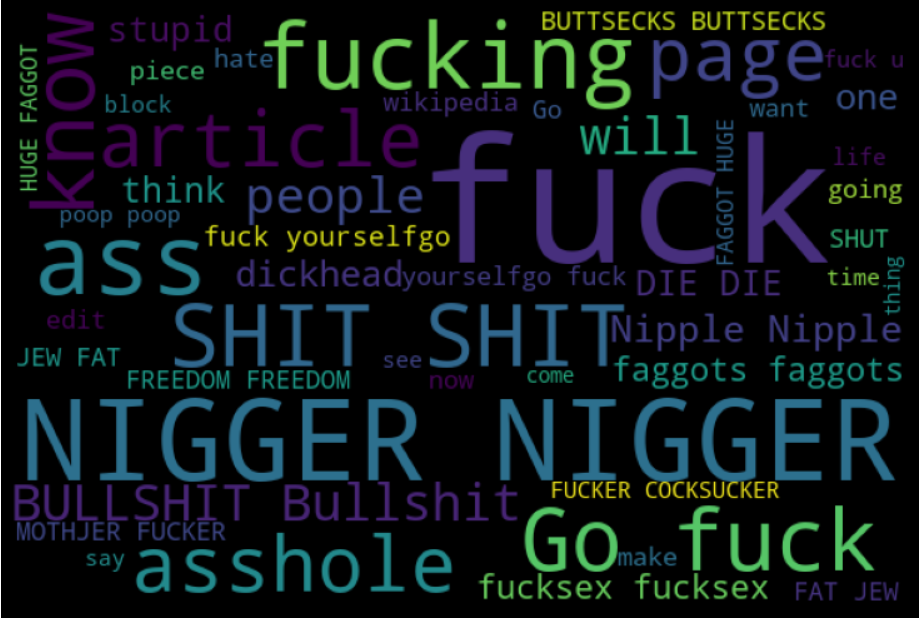 BUTTSECKS BUTTSECKS
stupid
fucking
know
HUGE FAGGOT
hate
page
fuck u
piece
block
wikipedia
Go
want
one
article
will
fuck
FAGGOT HUGE
life
think
people
going
poop poop
fuck yourselfgo
SHUT
ass
dickhead
yourselfgo fuck
DIE DIE
time
thing
edit
SHIT SHIT
Nipple Nipple
JEW FAT
see
FREEDOM FREEDOM
now
come
faggots faggots
NIGGER NIGGER
BULLSHIT Bullshit
FUCKER COCKSUCKER
MOTHJER FUCKER
Go fuck
say
asshole
make
fucksex fucksex
FAT JEW